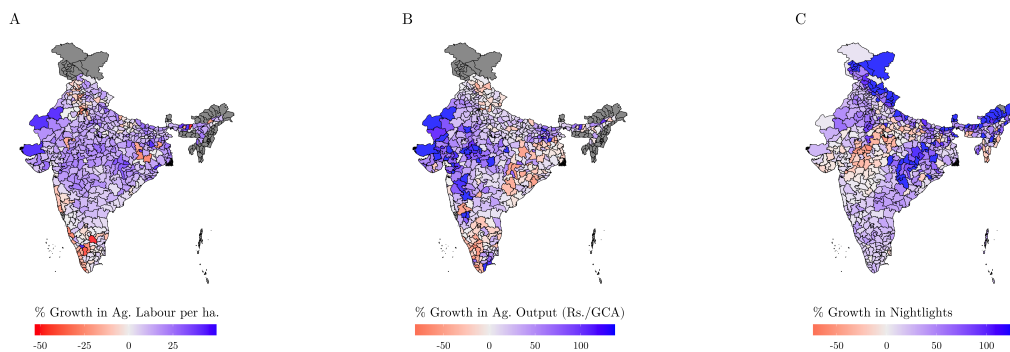 A
B
C
% Growth in Ag. Labour per ha.
-50 -25 0 25
% Growth in Ag. Output (Rs./GCA)
-50 0 50 100
% Growth in Nightlights
-50 0 50 100